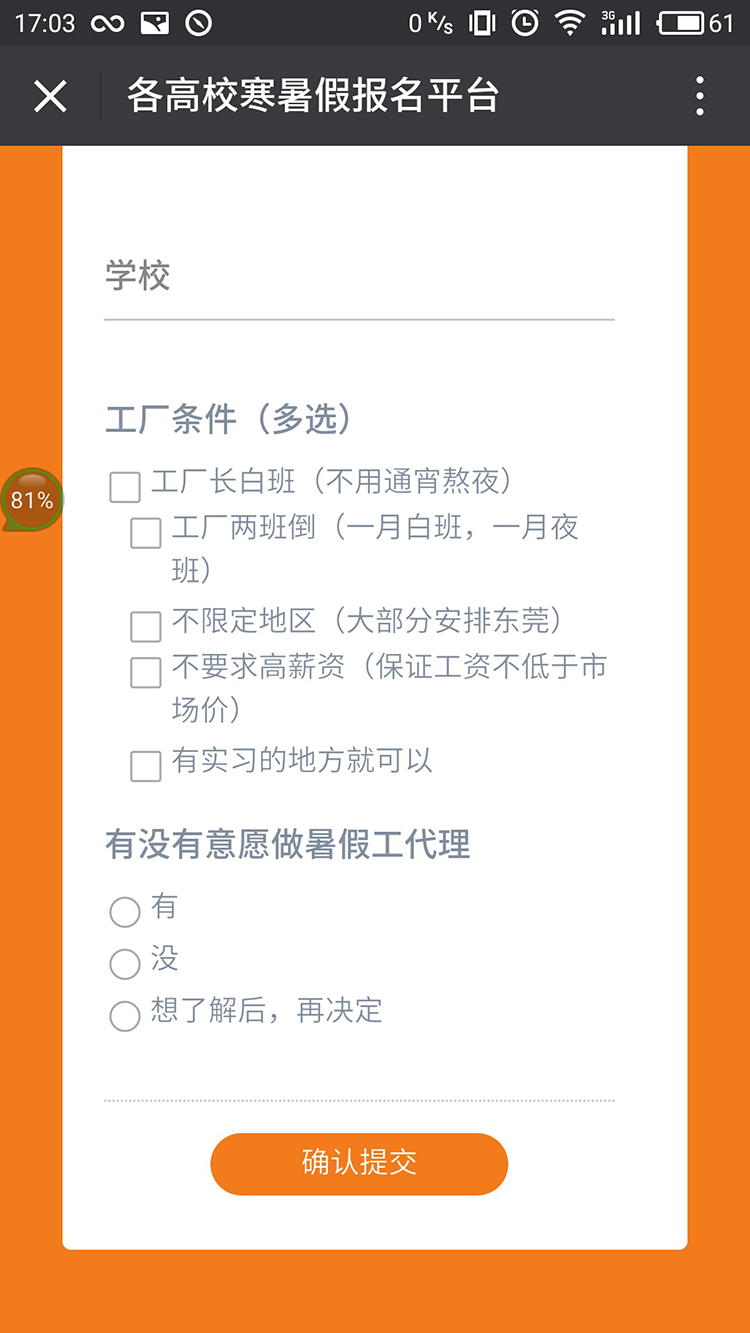 17:03 0 K/s 3G 61
各高校寒暑假报名平台
学校
工厂条件（多选）
工厂长白班（不用通宵熬夜）
81%
工厂两班倒（一月白班，一月夜
班）
不限定地区（大部分安排东莞）
不要求高薪资（保证工资不低于市
场价）
有实习的地方就可以
有没有意愿做暑假工代理
有
没
想了解后，再决定
确认提交